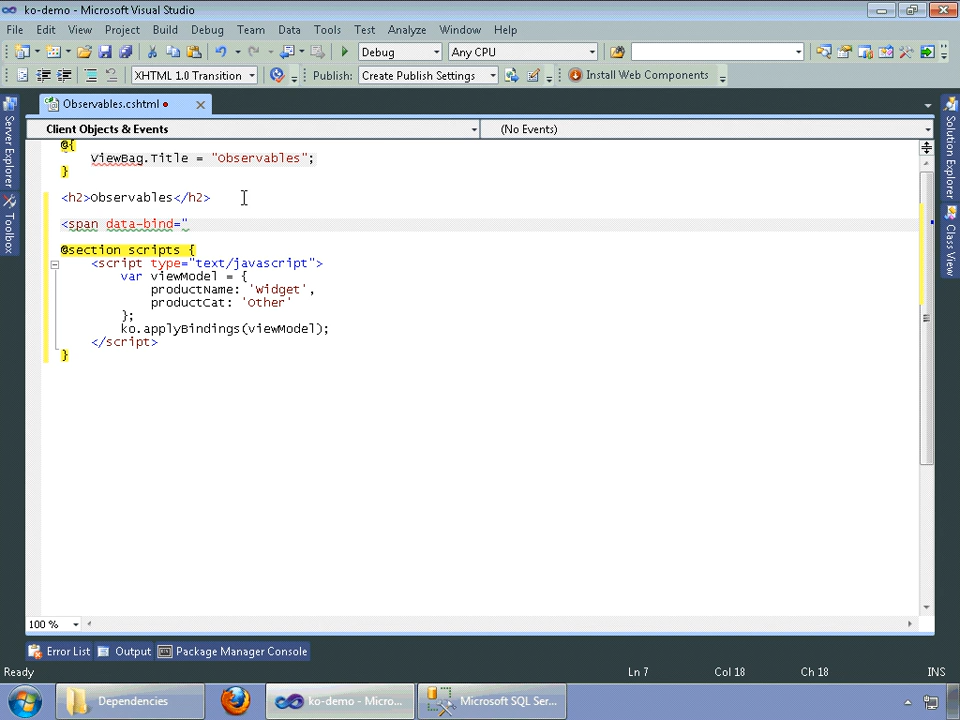 ko-demo - Microsoft Visual Studio
File Edit View Project Build Debug Team Data Tools Test Analyze Window Help
Debug Any CPU
XHTML 1.0 Transition Publish: Create Publish Settings Install Web Components
Observables.cshtml
Client Objects & Events (No Events)
Server Explorer
Toolbox
Solution Explorer
Class View
@{
ViewBag.Title = "Observables";
}
<h2>Observables</h2>
<span data-bind="
@section scripts {
<script type="text/javascript">
var viewModel = {
productName: 'Widget',
productCat: 'Other'
};
ko.applyBindings(viewModel);
</script>
}
100 %
Error List Output Package Manager Console
Ready Ln 7 Col 18 Ch 18 INS
Dependencies ko-demo - Micro... Microsoft SQL Ser...